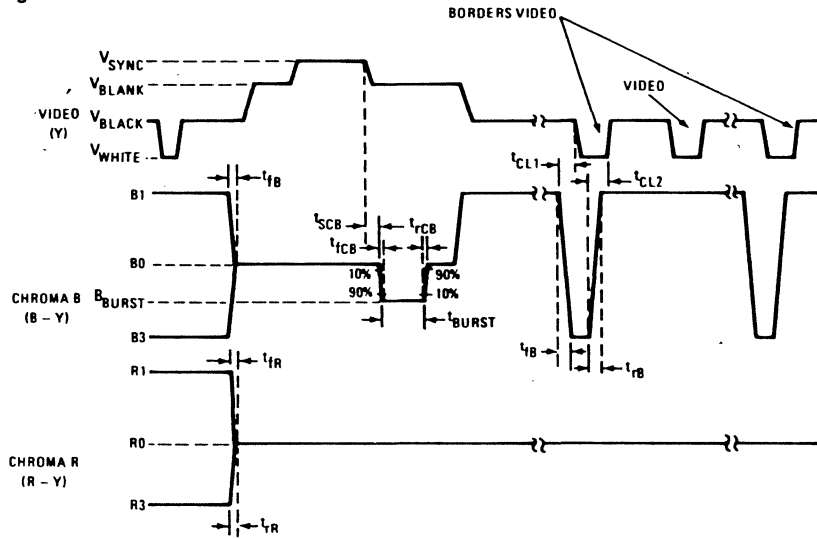 BORDERS VIDEO
VSYNC
VBLANK
VIDEO
VIDEO
(Y)
VBLACK
VWHITE
tCL1
tCL2
tfB
B1
tSCB
trCB
tfCB
B0
10%
90%
90%
10%
CHROMA B
(B – Y)
BBURST
tBURST
B3
tfB
trB
tfR
R1
R0
CHROMA R
(R – Y)
R3
trR